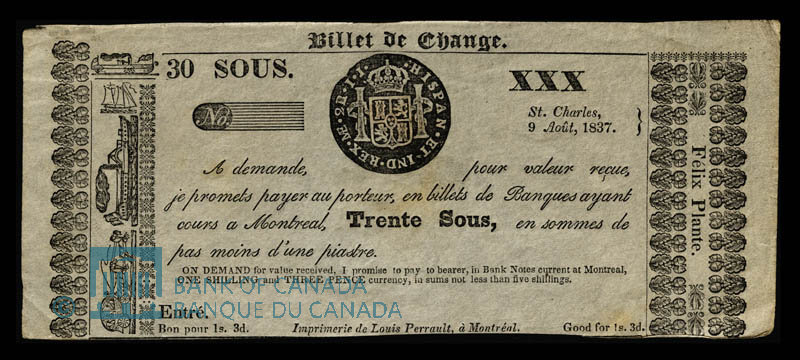 Billet de Change.
30 SOUS.
XXX
HISPAN·ET·IND·REX·M·2R·I·I·
No.
St. Charles,
9 Août, 1837.
A demande, pour valeur reçue,
je promets payer au porteur, en billets de Banques ayant
cours a Montreal, Trente Sous, en sommes de
pas moins d'une piastre.
ON DEMAND for value received, I promise to pay to bearer, in Bank Notes current at Montreal,
ONE SHILLING and THREE PENCE currency, in sums not less than five shillings.
Entré.
Bon pour 1s. 3d. Imprimerie de Louis Perrault, à Montréal. Good for 1s. 3d.
Félix Plante.
© BANK OF CANADA
BANQUE DU CANADA